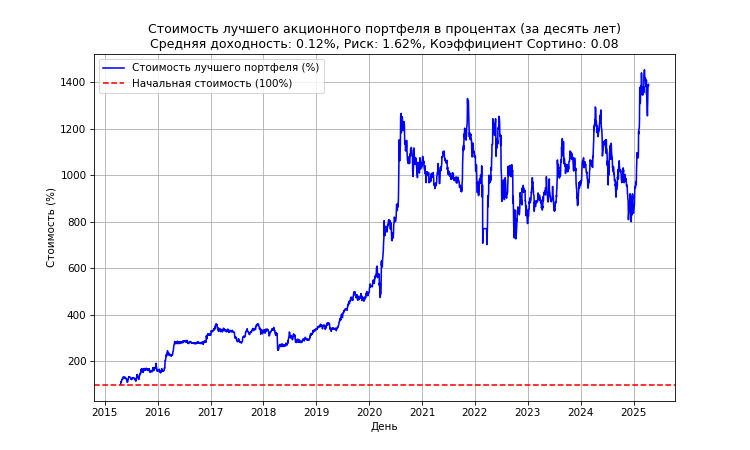 Стоимость лучшего акционного портфеля в процентах (за десять лет)
Средняя доходность: 0.12%, Риск: 1.62%, Коэффициент Сортино: 0.08
Стоимость лучшего портфеля (%)
Начальная стоимость (100%)
Стоимость (%)
1400
1200
1000
800
600
400
200
2015 2016 2017 2018 2019 2020 2021 2022 2023 2024 2025
День